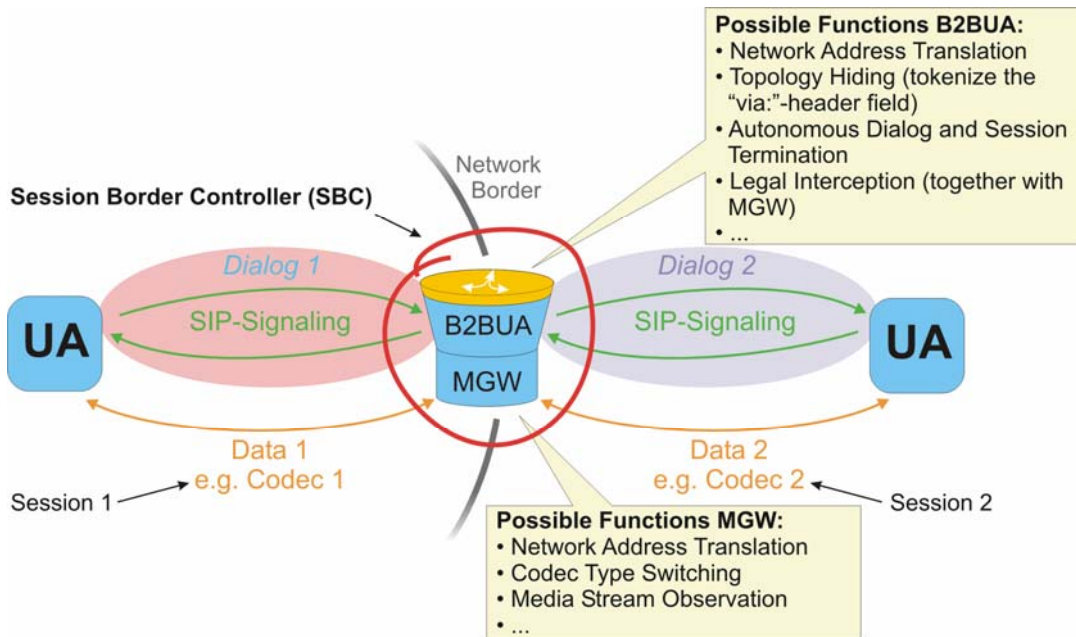 Possible Functions B2BUA:
• Network Address Translation
• Topology Hiding (tokenize the
“via:”-header field)
• Autonomous Dialog and Session
Termination
• Legal Interception (together with
MGW)
• ...
Network
Border
Session Border Controller (SBC)
Dialog 1
Dialog 2
UA
SIP-Signaling
B2BUA
SIP-Signaling
UA
MGW
Data 1
e.g. Codec 1
Data 2
e.g. Codec 2
Session 1
Session 2
Possible Functions MGW:
• Network Address Translation
• Codec Type Switching
• Media Stream Observation
• ...